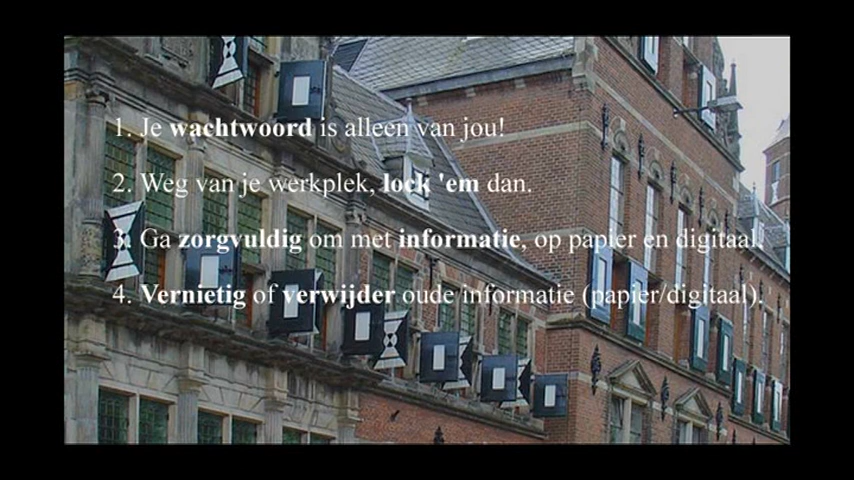 1. Je wachtwoord is alleen van jou!
2. Weg van je werkplek, lock 'em dan.
3. Ga zorgvuldig om met informatie, op papier en digitaal.
4. Vernietig of verwijder oude informatie (papier/digitaal).